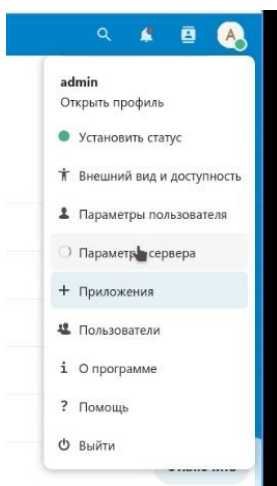 A
admin
Открыть профиль
Установить статус
Внешний вид и доступность
Параметры пользователя
Параметры сервера
Приложения
Пользователи
О программе
Помощь
Выйти